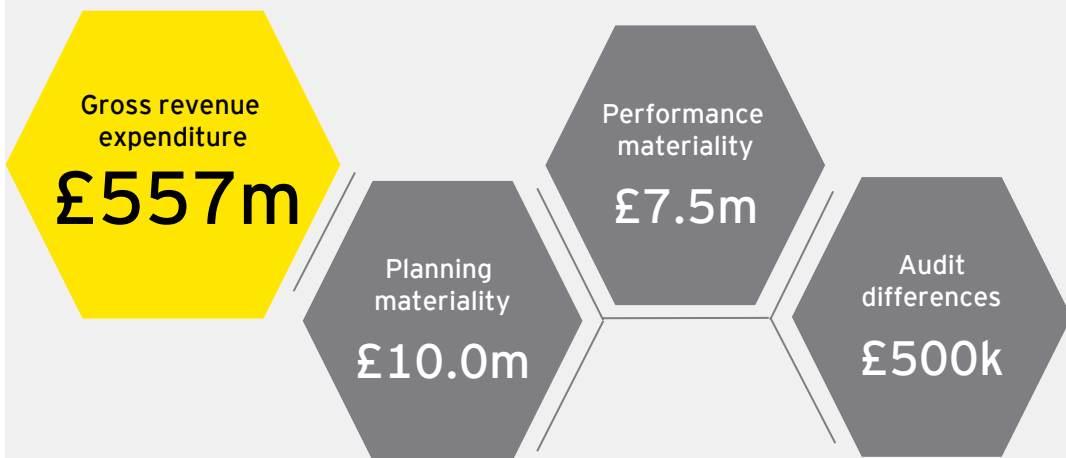 Gross revenue
expenditure
£557m
Planning
materiality
£10.0m
Performance
materiality
£7.5m
Audit
differences
£500k